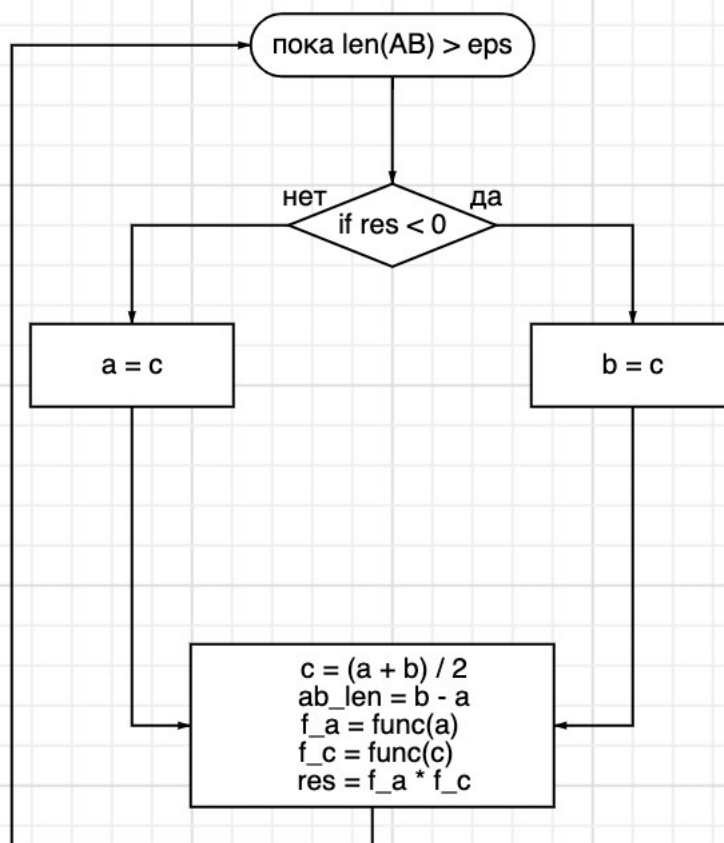 пока len(AB) > eps
нет
да
if res < 0
a = c
b = c
c = (a + b) / 2
ab_len = b - a
f_a = func(a)
f_c = func(c)
res = f_a * f_c